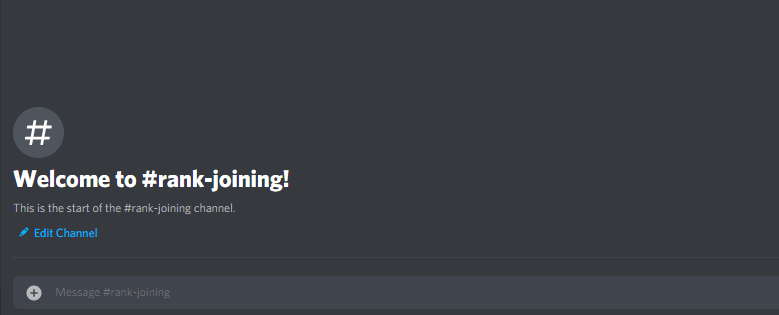 Welcome to #rank-joining!
This is the start of the #rank-joining channel.
Edit Channel
Message #rank-joining